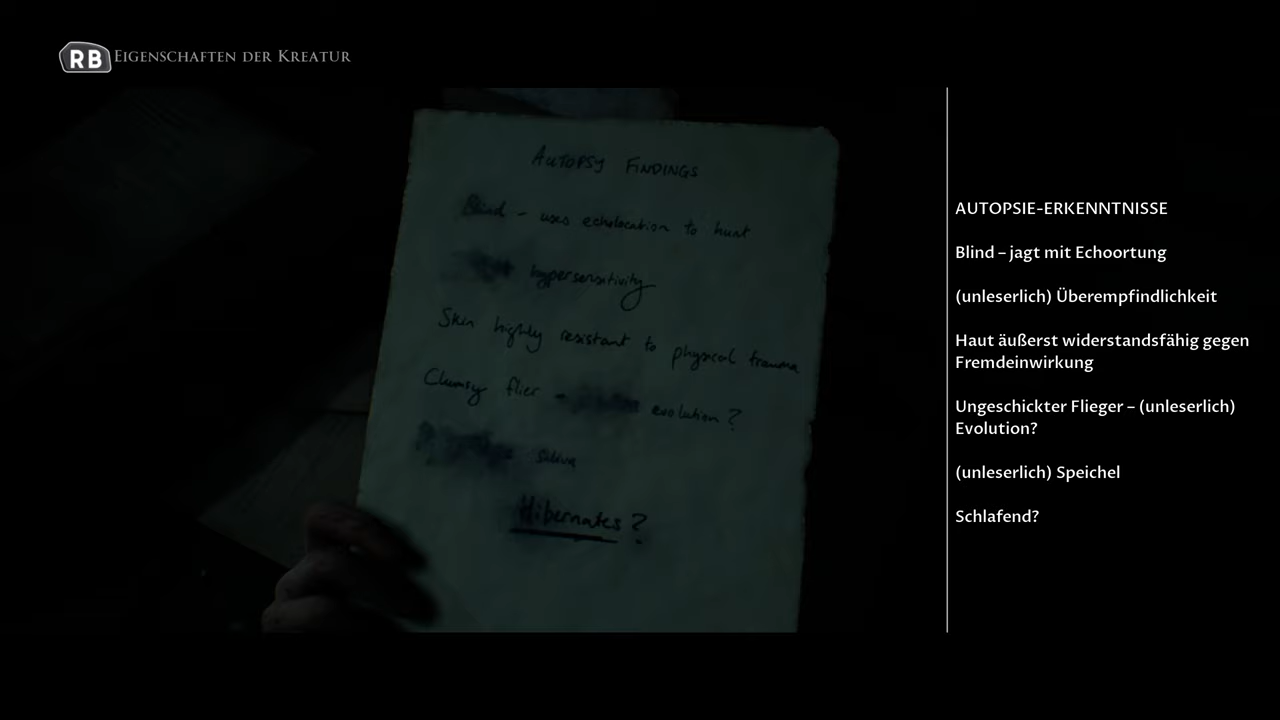 RB EIGENSCHAFTEN DER KREATUR
AUTOPSY FINDINGS
Blind - uses echolocation to hunt
hypersensitivity
Skin highly resistant to physical trauma
Clumsy flier - evolution?
saliva
Hibernates?
AUTOPSIE-ERKENNTNISSE
Blind – jagt mit Echoortung
(unleserlich) Überempfindlichkeit
Haut äußerst widerstandsfähig gegen
Fremdeinwirkung
Ungeschickter Flieger – (unleserlich)
Evolution?
(unleserlich) Speichel
Schlafend?